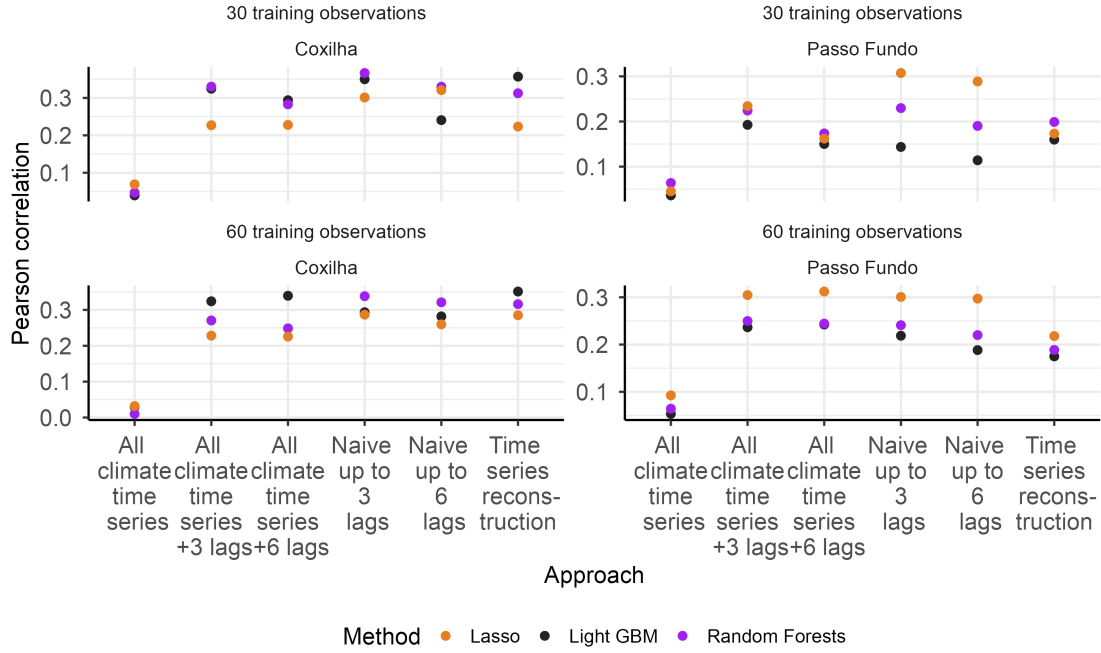 30 training observations
30 training observations
Coxilha
Passo Fundo
0.3
0.2
0.1
0.3
0.2
0.1
Pearson correlation
60 training observations
60 training observations
Coxilha
Passo Fundo
0.3
0.2
0.1
0.0
0.3
0.2
0.1
All
climate
time
series
All
climate
time
series
+3 lags
All
climate
time
series
+6 lags
Naive
up to
3
lags
Naive
up to
6
lags
Time
series
recons-
truction
All
climate
time
series
All
climate
time
series
+3 lags
All
climate
time
series
+6 lags
Naive
up to
3
lags
Naive
up to
6
lags
Time
series
recons-
truction
Approach
Method Lasso Light GBM Random Forests